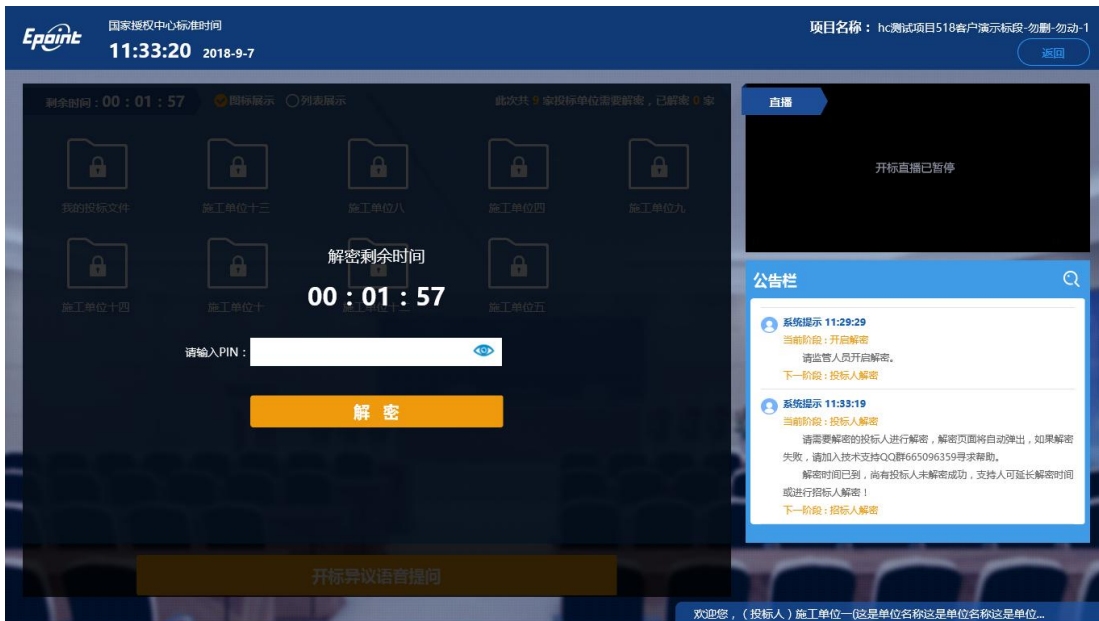 Epoint
国家授权中心标准时间
11:33:20 2018-9-7
项目名称：hc测试项目518客户演示标段-勿删-勿动-1
返回
剩余时间：00：01：57 图标展示 列表展示 此次共 9 家投标单位需要解密，已解密 0 家
我的投标文件 施工单位十三 施工单位八 施工单位四 施工单位九
施工单位十四 施工单位十 施工单位五
解密剩余时间
00：01：57
请输入PIN：
解 密
开标异议语音提问
直播
开标直播已暂停
公告栏
系统提示 11:29:29
当前阶段：开启解密
请监管人员开启解密。
下一阶段：投标人解密
系统提示 11:33:19
当前阶段：投标人解密
请需要解密的投标人进行解密，解密页面将自动弹出，如果解密
失败，请加入技术支持QQ群665096359寻求帮助。
解密时间已到，尚有投标人未解密成功，支持人可延长解密时间
或进行招标人解密！
下一阶段：招标人解密
欢迎您，（投标人）施工单位一(这是单位名称这是单位名称这是单位...